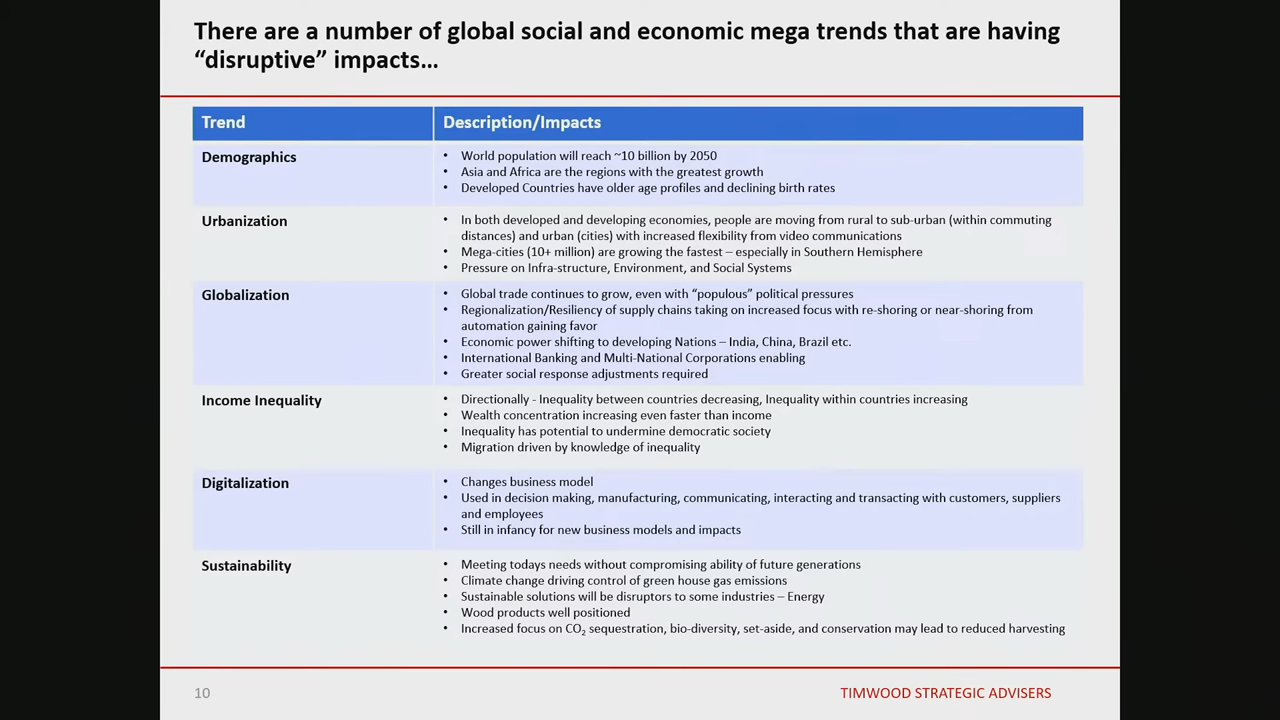 There are a number of global social and economic mega trends that are having
“disruptive” impacts…
Trend
Description/Impacts
Demographics
• World population will reach ~10 billion by 2050
• Asia and Africa are the regions with the greatest growth
• Developed Countries have older age profiles and declining birth rates
Urbanization
• In both developed and developing economies, people are moving from rural to sub-urban (within commuting
distances) and urban (cities) with increased flexibility from video communications
• Mega-cities (10+ million) are growing the fastest – especially in Southern Hemisphere
• Pressure on Infra-structure, Environment, and Social Systems
Globalization
• Global trade continues to grow, even with “populous” political pressures
• Regionalization/Resiliency of supply chains taking on increased focus with re-shoring or near-shoring from
automation gaining favor
• Economic power shifting to developing Nations – India, China, Brazil etc.
• International Banking and Multi-National Corporations enabling
• Greater social response adjustments required
Income Inequality
• Directionally - Inequality between countries decreasing, Inequality within countries increasing
• Wealth concentration increasing even faster than income
• Inequality has potential to undermine democratic society
• Migration driven by knowledge of inequality
Digitalization
• Changes business model
• Used in decision making, manufacturing, communicating, interacting and transacting with customers, suppliers
and employees
• Still in infancy for new business models and impacts
Sustainability
• Meeting todays needs without compromising ability of future generations
• Climate change driving control of green house gas emissions
• Sustainable solutions will be disruptors to some industries – Energy
• Wood products well positioned
• Increased focus on CO₂ sequestration, bio-diversity, set-aside, and conservation may lead to reduced harvesting
10
TIMWOOD STRATEGIC ADVISERS